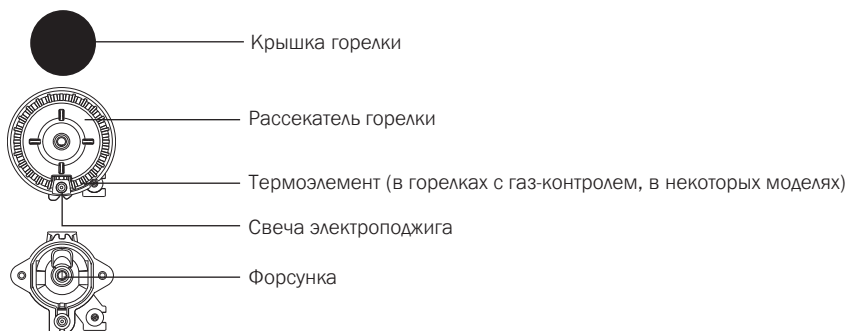 Крышка горелки
Рассекатель горелки
Термоэлемент (в горелках с газ-контролем, в некоторых моделях)
Свеча электроподжига
Форсунка